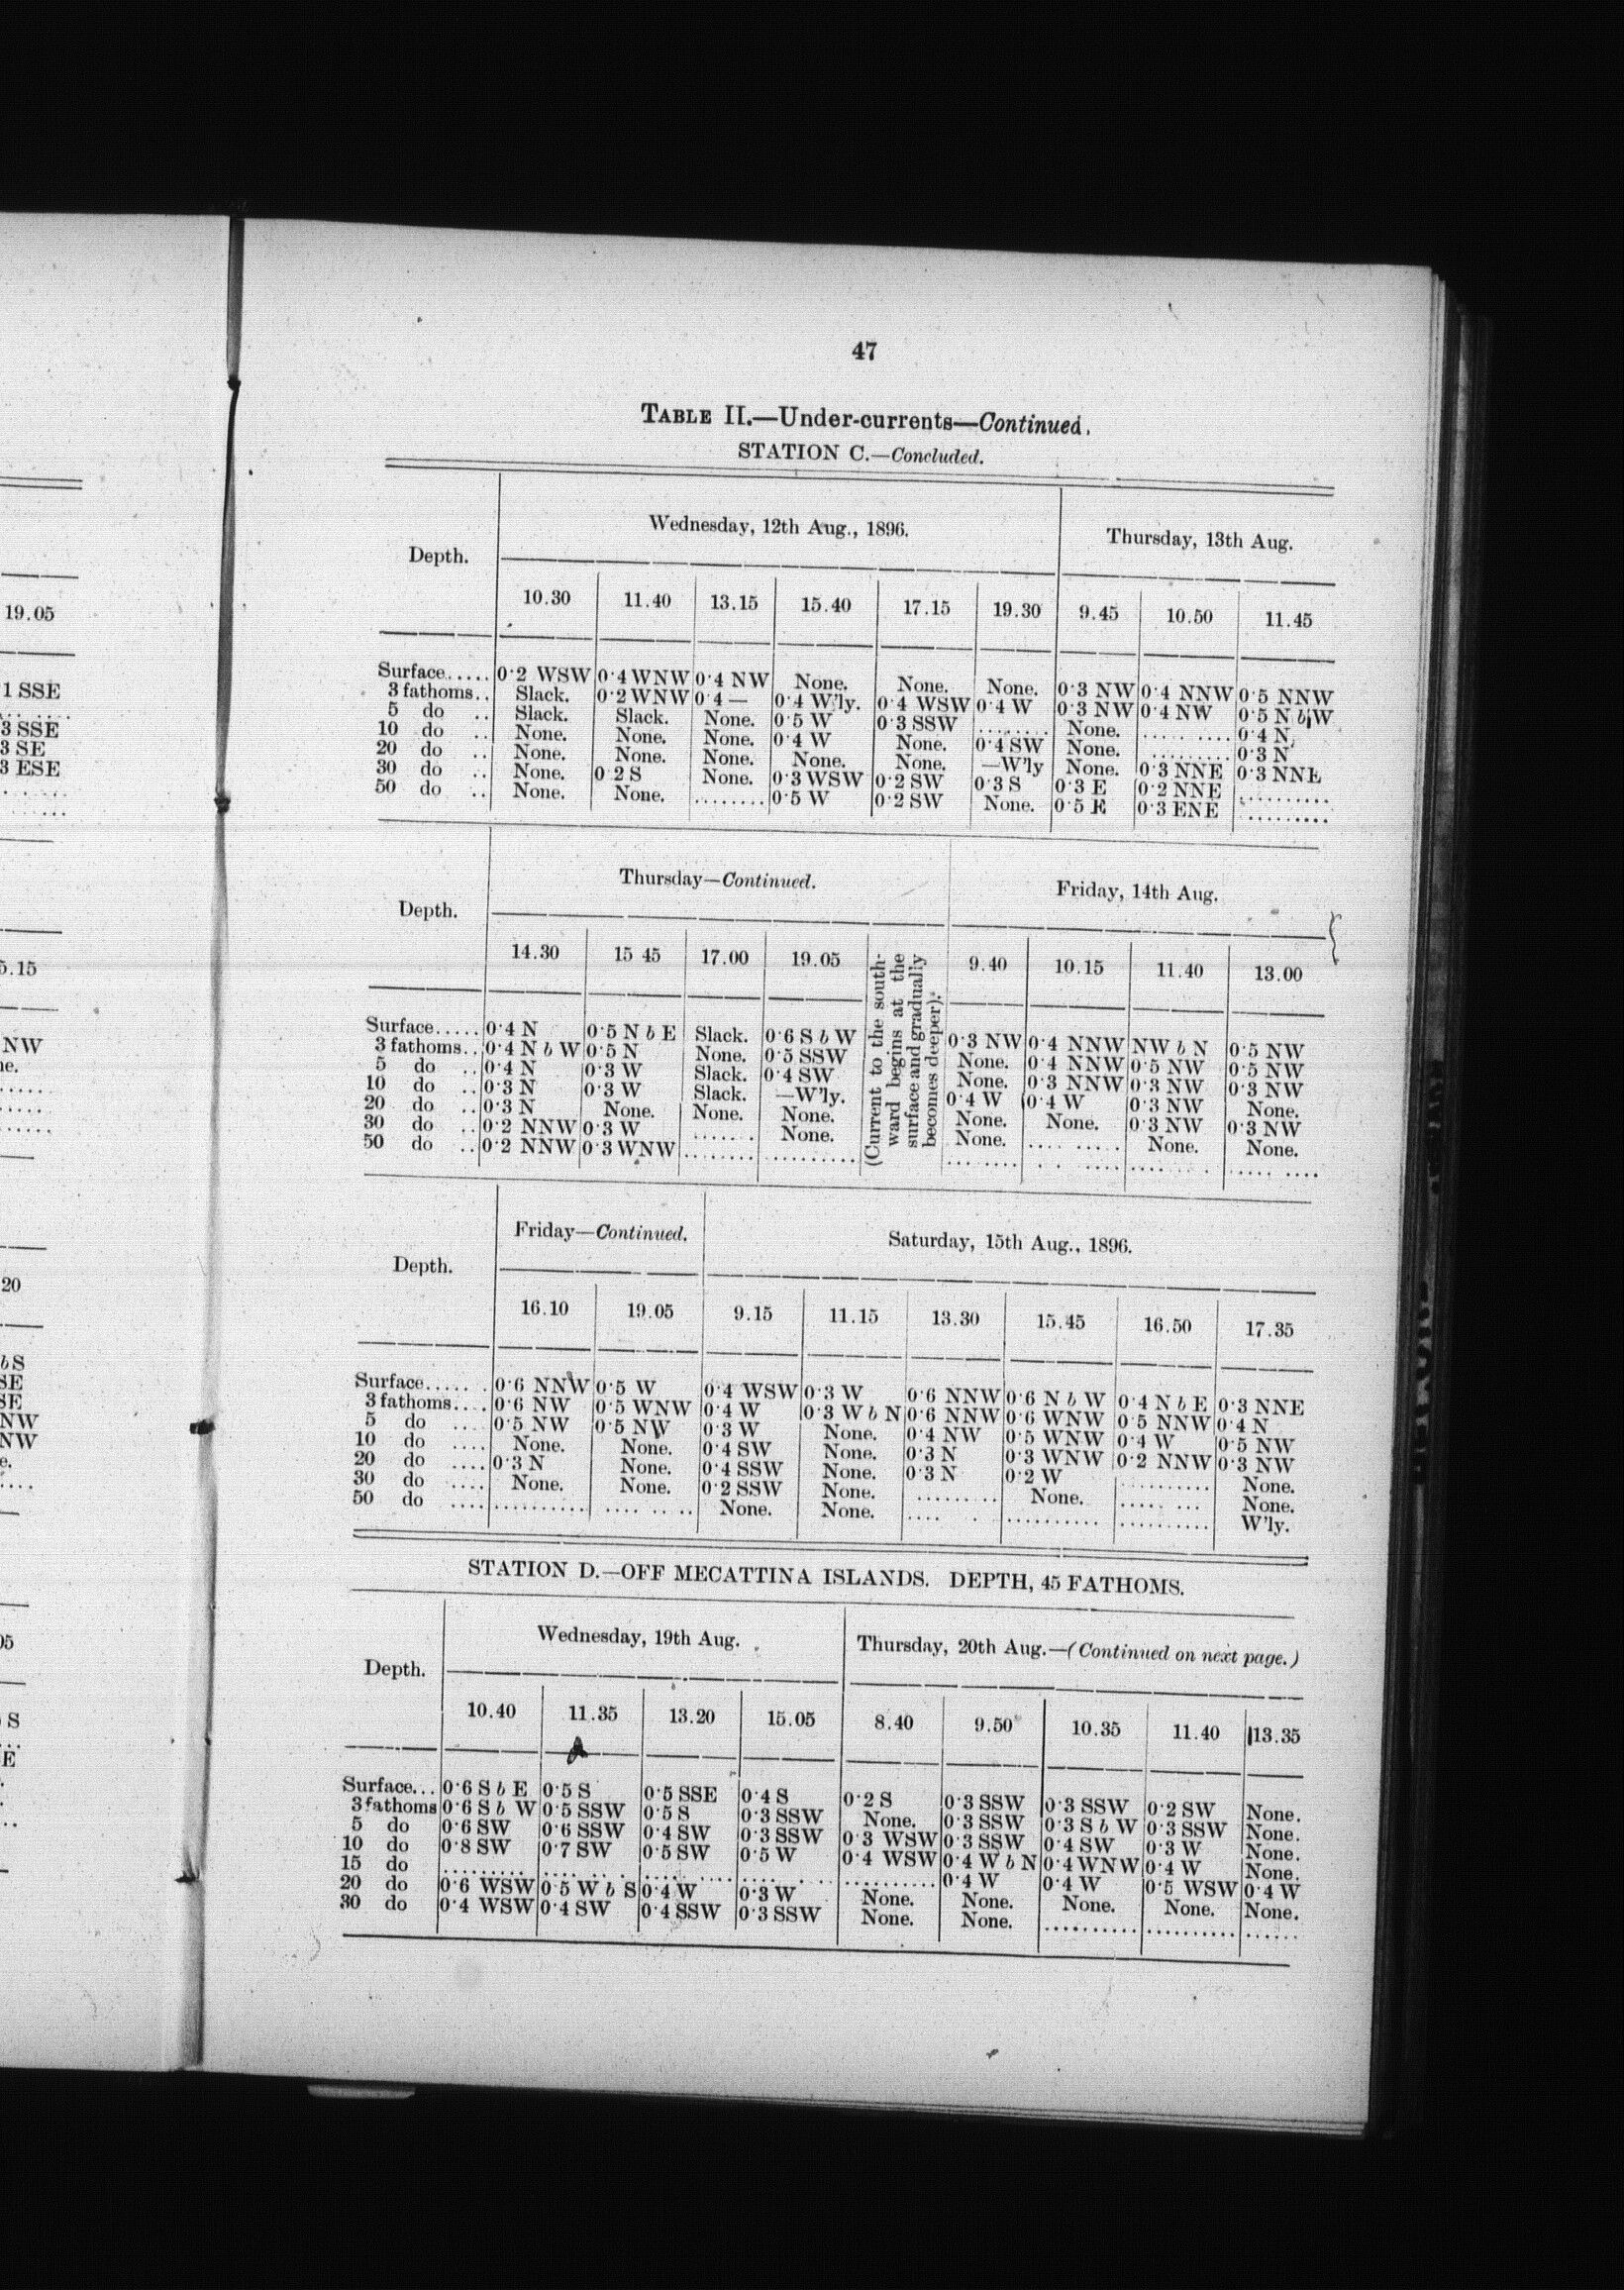 19.05
1 SSE
3 SSE
3 SE
3 ESE
5.15
NW
20
NW
NW
47
TABLE II.—Under-currents—Continued.
STATION C.—Concluded.
Depth. Wednesday, 12th Aug., 1896. Thursday, 13th Aug.
10.30 11.40 13.15 15.40 17.15 19.30 9.45 10.50 11.45
Surface..... 0·2 WSW 0·4 WNW 0·4 NW None. None. None. 0·3 NW 0·4 NNW 0·5 NNW
3 fathoms.. Slack. 0·2 WNW 0·4 — 0·4 W'ly. 0·4 WSW 0·4 W 0·3 NW 0·4 NW 0·5 N b W
5 do .. Slack. Slack. None. 0·5 W 0·3 SSW ........ None. ......... 0·4 N
10 do .. None. None. None. 0·4 W None. 0·4 SW None. ......... 0·3 N
20 do .. None. None. None. None. None. —W'ly None. 0·3 NNE 0·3 NNE
30 do .. None. 0 2 S None. 0·3 WSW 0·2 SW 0·3 S 0·3 E 0·2 NNE ..........
50 do .. None. None. ........ 0·5 W 0·2 SW None. 0·5 E 0·3 ENE .........
Depth. Thursday—Continued. Friday, 14th Aug.
14.30 15 45 17.00 19.05 9.40 10.15 11.40 13.00
(Current to the south-
ward begins at the
surface and gradually
becomes deeper).
Surface..... 0·4 N 0·5 N b E Slack. 0·6 S b W 0·3 NW 0·4 NNW NW b N 0·5 NW
3 fathoms.. 0·4 N b W 0·5 N None. 0·5 SSW None. 0·4 NNW 0·5 NW 0·5 NW
5 do .. 0·4 N 0·3 W Slack. 0·4 SW None. 0·3 NNW 0·3 NW 0·3 NW
10 do .. 0·3 N 0·3 W Slack. —W'ly. 0·4 W 0·4 W 0·3 NW None.
20 do .. 0·3 N None. None. None. None. None. 0·3 NW 0·3 NW
30 do .. 0·2 NNW 0·3 W ....... None. None. ......... None. None.
50 do .. 0·2 NNW 0·3 WNW ........ ......... ........ ......... ......... .........
Depth. Friday—Continued. Saturday, 15th Aug., 1896.
16.10 19.05 9.15 11.15 13.30 15.45 16.50 17.35
Surface....... 0·6 NNW 0·5 W 0·4 WSW 0·3 W 0·6 NNW 0·6 N b W 0·4 N b E 0·3 NNE
3 fathoms.... 0·6 NW 0·5 WNW 0·4 W 0·3 W b N 0·6 NNW 0·6 WNW 0·5 NNW 0·4 N
5 do .... 0·5 NW 0·5 NW 0·3 W None. 0·4 NW 0·5 WNW 0·4 W 0·5 NW
10 do .... None. None. 0·4 SW None. 0·3 N 0·3 WNW 0·2 NNW 0·3 NW
20 do .... 0·3 N None. 0·4 SSW None. 0·3 N 0·2 W .......... None.
30 do .... None. None. 0·2 SSW None. ......... None. ........ None.
50 do .... .......... ......... None. None. ..... .......... .......... W'ly.
STATION D.—OFF MECATTINA ISLANDS. DEPTH, 45 FATHOMS.
Depth. Wednesday, 19th Aug. Thursday, 20th Aug.—(Continued on next page.)
10.40 11.35 13.20 15.05 8.40 9.50 10.35 11.40 13.35
Surface... 0·6 S b E 0·5 S 0·5 SSE 0·4 S 0·2 S 0·3 SSW 0·3 SSW 0·2 SW None.
3 fathoms 0·6 S b W 0·5 SSW 0·5 S 0·3 SSW None. 0·3 SSW 0·3 S b W 0·3 SSW None.
5 do 0·6 SW 0·6 SSW 0·4 SW 0·3 SSW 0·3 WSW 0·3 SSW 0·4 SW 0·3 W None.
10 do 0·8 SW 0·7 SW 0·5 SW 0·5 W 0·4 WSW 0·4 W b N 0·4 WNW 0·4 W None.
15 do ......... ........ ......... ........ .......... 0·4 W 0·4 W 0·5 WSW 0·4 W
20 do 0·6 WSW 0·5 W b S 0·4 W 0·3 W None. None. None. None. None.
30 do 0·4 WSW 0·4 SW 0·4 SSW 0·3 SSW None. None. .......... .......... ......